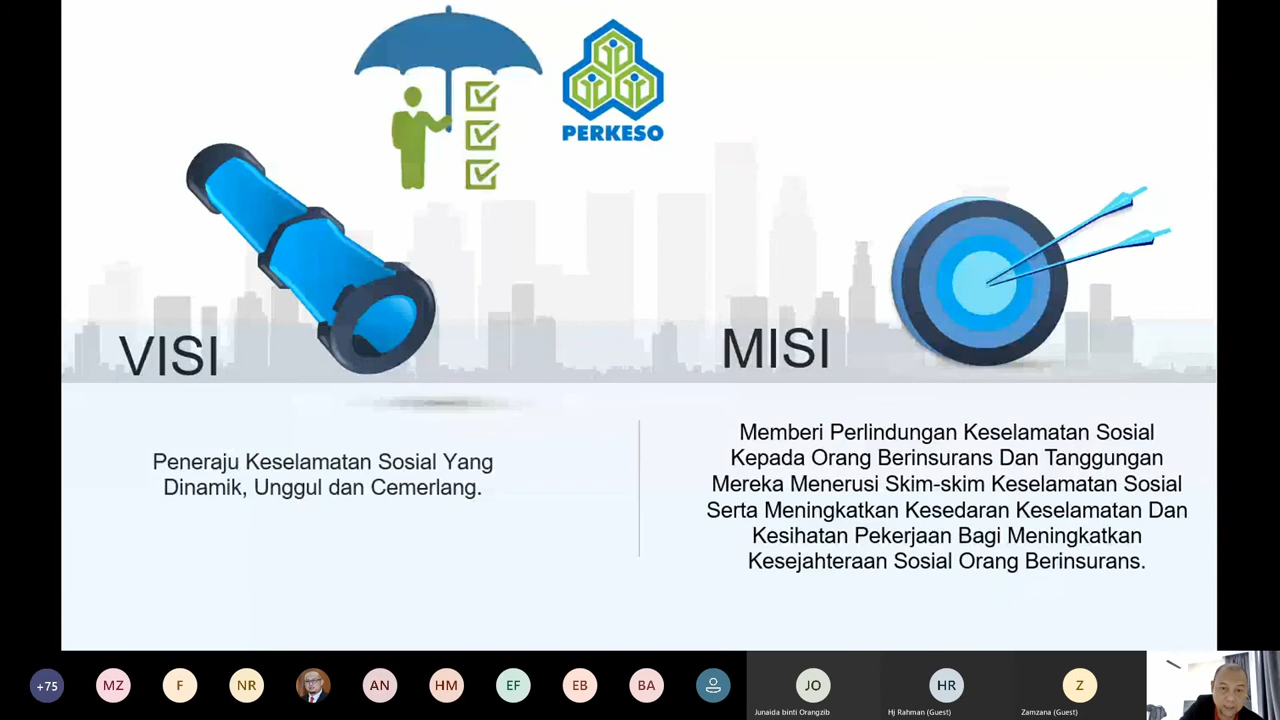 PERKESO
VISI
Peneraju Keselamatan Sosial Yang
Dinamik, Unggul dan Cemerlang.
MISI
Memberi Perlindungan Keselamatan Sosial
Kepada Orang Berinsurans Dan Tanggungan
Mereka Menerusi Skim-skim Keselamatan Sosial
Serta Meningkatkan Kesedaran Keselamatan Dan
Kesihatan Pekerjaan Bagi Meningkatkan
Kesejahteraan Sosial Orang Berinsurans.
+75
MZ
F
NR
AN
HM
EF
EB
BA
JO
Junaida binti Orangzib
HR
Hj Rahman (Guest)
Z
Zamzana (Guest)